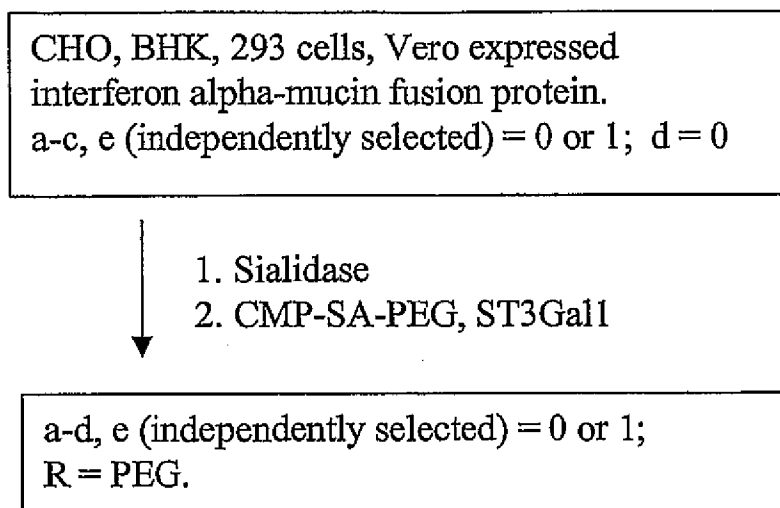 CHO, BHK, 293 cells, Vero expressed
interferon alpha-mucin fusion protein.
a-c, e (independently selected) = 0 or 1; d = 0
1. Sialidase
2. CMP-SA-PEG, ST3Gal1
a-d, e (independently selected) = 0 or 1;
R = PEG.